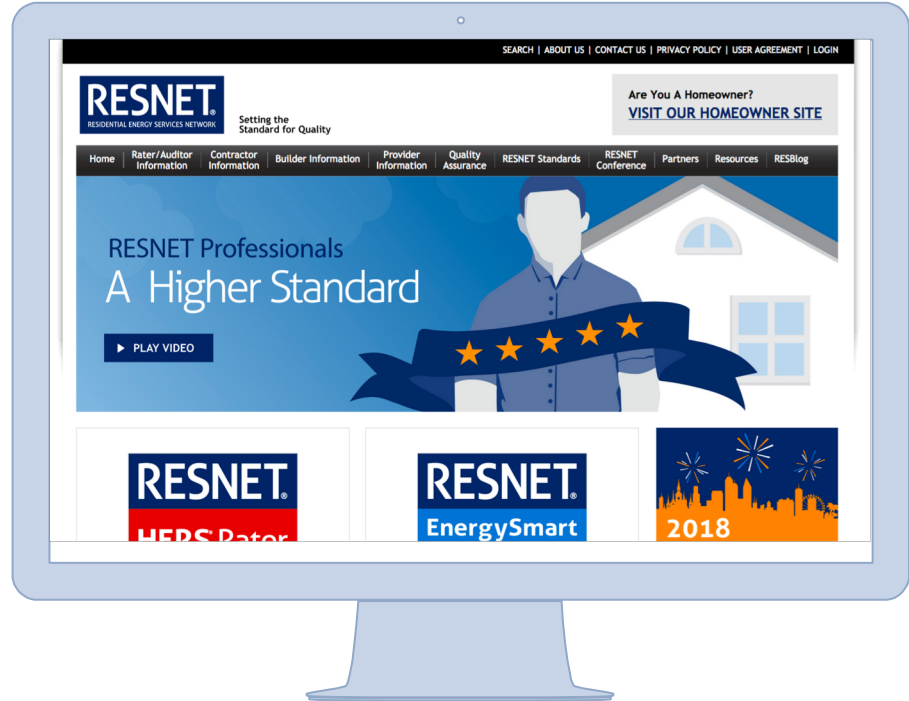 SEARCH | ABOUT US | CONTACT US | PRIVACY POLICY | USER AGREEMENT | LOGIN
RESNET®
RESIDENTIAL ENERGY SERVICES NETWORK
Setting the
Standard for Quality
Are You A Homeowner?
VISIT OUR HOMEOWNER SITE
Home
Rater/Auditor
Information
Contractor
Information
Builder Information
Provider
Information
Quality
Assurance
RESNET Standards
RESNET
Conference
Partners
Resources
RESBlog
RESNET Professionals
A Higher Standard
PLAY VIDEO
RESNET®
HERS® Rater
RESNET®
EnergySmart
2018